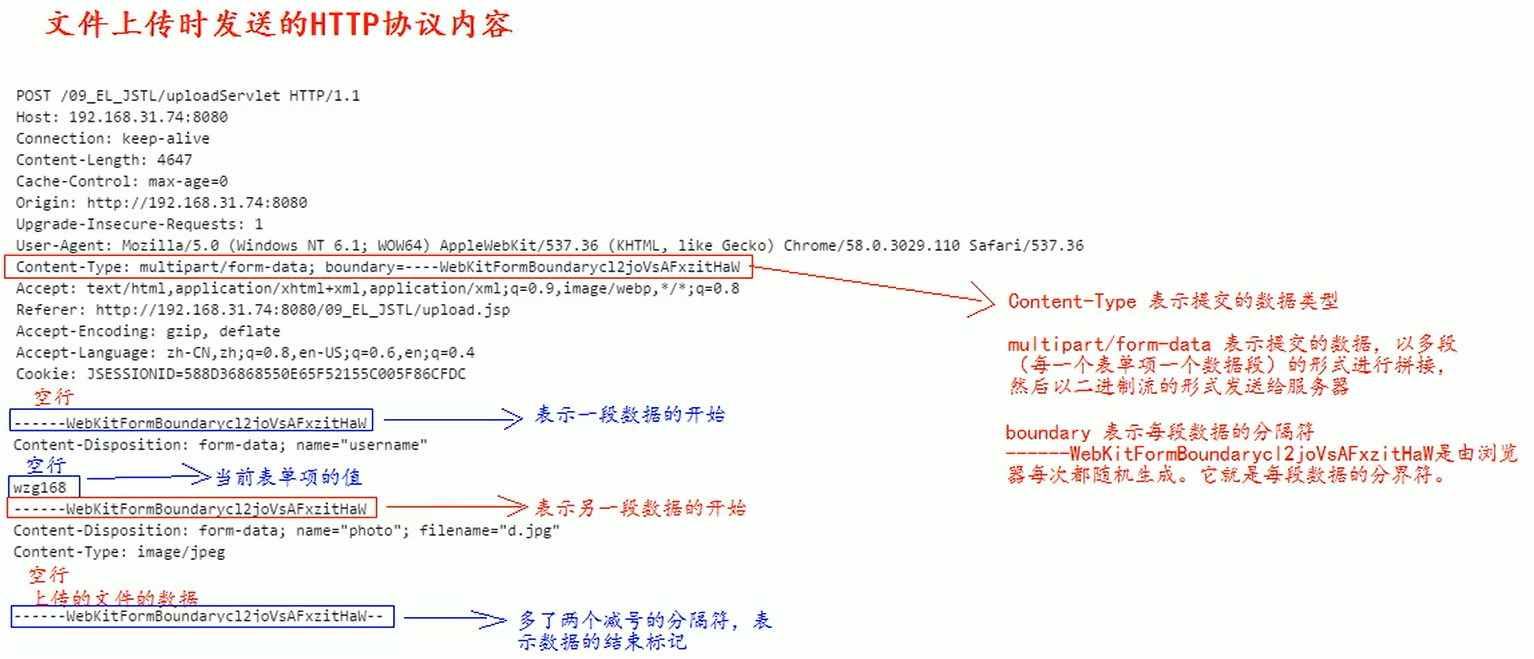 文件上传时发送的HTTP协议内容
POST /09_EL_JSTL/uploadServlet HTTP/1.1
Host: 192.168.31.74:8080
Connection: keep-alive
Content-Length: 4647
Cache-Control: max-age=0
Origin: http://192.168.31.74:8080
Upgrade-Insecure-Requests: 1
User-Agent: Mozilla/5.0 (Windows NT 6.1; WOW64) AppleWebKit/537.36 (KHTML, like Gecko) Chrome/58.0.3029.110 Safari/537.36
Content-Type: multipart/form-data; boundary=----WebKitFormBoundarycl2joVsAFxzitHaW
Accept: text/html,application/xhtml+xml,application/xml;q=0.9,image/webp,*/*;q=0.8
Referer: http://192.168.31.74:8080/09_EL_JSTL/upload.jsp
Accept-Encoding: gzip, deflate
Accept-Language: zh-CN,zh;q=0.8,en-US;q=0.6,en;q=0.4
Cookie: JSESSIONID=588D36868550E65F52155C005F86CFDC
空行
------WebKitFormBoundarycl2joVsAFxzitHaW
表示一段数据的开始
Content-Disposition: form-data; name="username"
空行
当前表单项的值
wzg168
------WebKitFormBoundarycl2joVsAFxzitHaW
表示另一段数据的开始
Content-Disposition: form-data; name="photo"; filename="d.jpg"
Content-Type: image/jpeg
空行
上传的文件的数据
------WebKitFormBoundarycl2joVsAFxzitHaW--
多了两个减号的分隔符，表
示数据的结束标记
Content-Type 表示提交的数据类型
multipart/form-data 表示提交的数据，以多段
（每一个表单项一个数据段）的形式进行拼接，
然后以二进制流的形式发送给服务器
boundary 表示每段数据的分隔符
------WebKitFormBoundarycl2joVsAFxzitHaW是由浏览
器每次都随机生成。它就是每段数据的分界符。